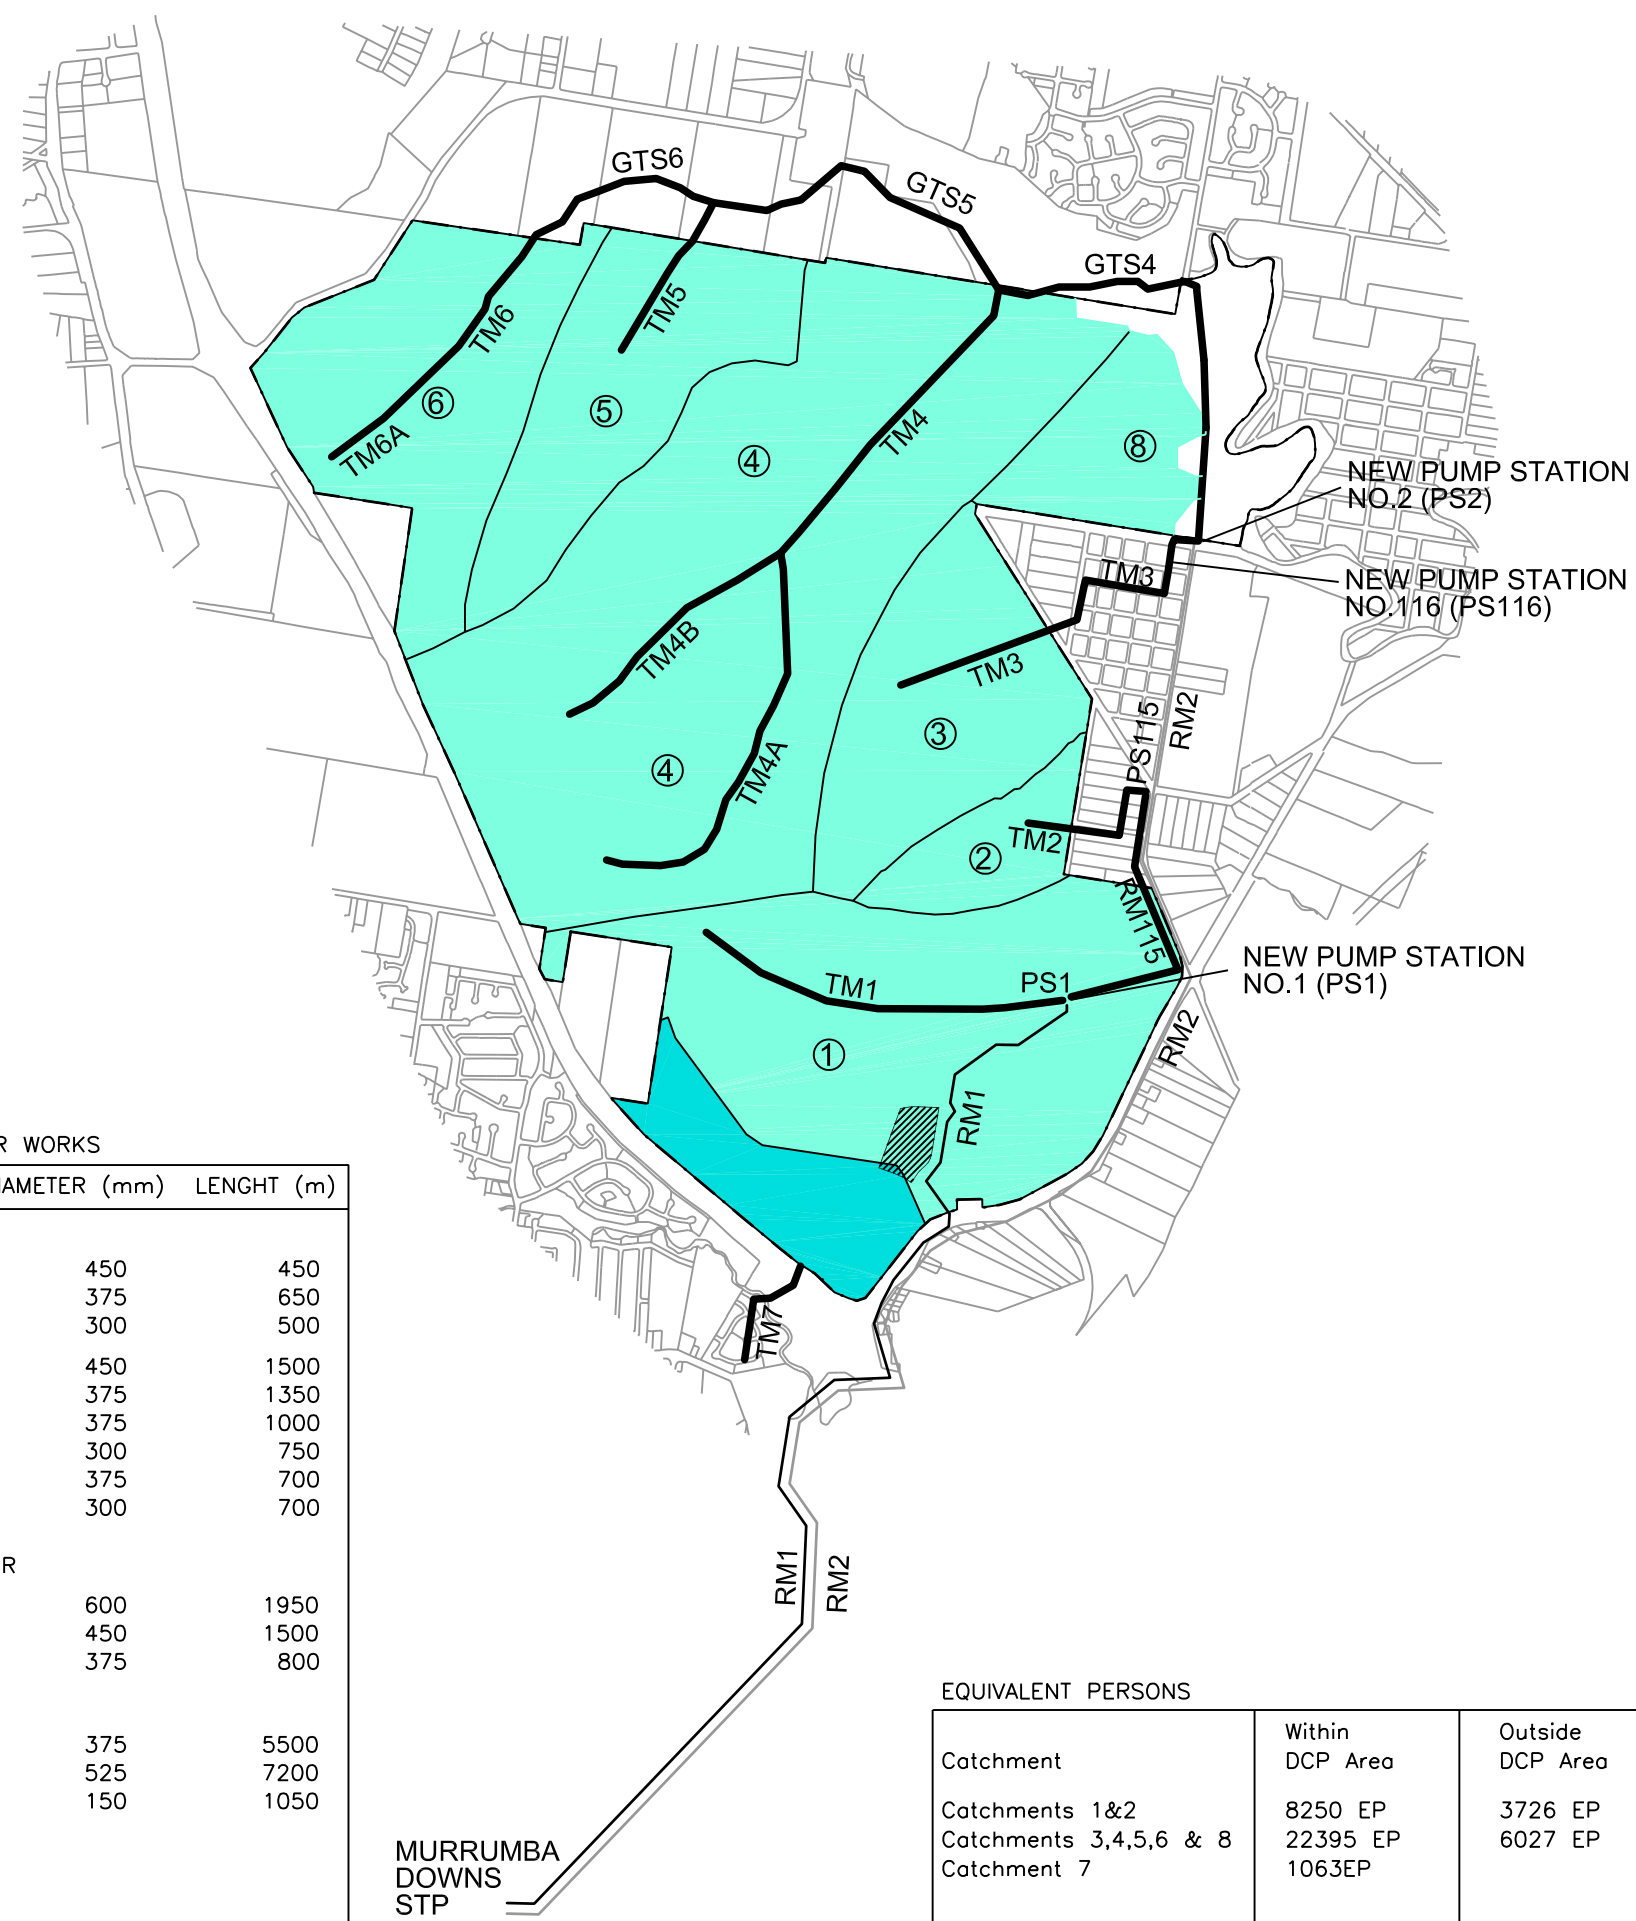 GTS6
GTS5
GTS4
TM5
TM6
TM6A
⑥
⑤
④
TM4
⑧
NEW PUMP STATION
NO.2 (PS2)
TM3
NEW PUMP STATION
NO.116 (PS116)
TM4B
TM3
③
PS115
RM2
④
TM4A
TM2
②
RM115
NEW PUMP STATION
NO.1 (PS1)
TM1
PS1
①
RM2
RM1
TM7
RM1
RM2
MURRUMBA
DOWNS
STP
R WORKS
IAMETER (mm) LENGHT (m)
450 450
375 650
300 500
450 1500
375 1350
375 1000
300 750
375 700
300 700
R
600 1950
450 1500
375 800
375 5500
525 7200
150 1050
EQUIVALENT PERSONS
Within Outside
Catchment DCP Area DCP Area
Catchments 1&2 8250 EP 3726 EP
Catchments 3,4,5,6 & 8 22395 EP 6027 EP
Catchment 7 1063EP